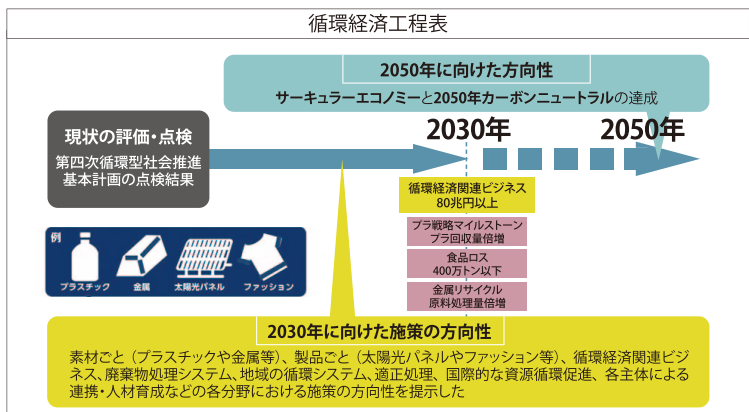 循環経済工程表
2050年に向けた方向性
サーキュラーエコノミーと2050年カーボンニュートラルの達成
現状の評価・点検
第四次循環型社会推進
基本計画の点検結果
2030年
2050年
循環経済関連ビジネス
80兆円以上
プラ戦略マイルストーン
プラ回収量倍増
食品ロス
400万トン以下
金属リサイクル
原料処理量倍増
例
プラスチック
金属
太陽光パネル
ファッション
2030年に向けた施策の方向性
素材ごと（プラスチックや金属等）、製品ごと（太陽光パネルやファッション等）、循環経済関連ビジ
ネス、廃棄物処理システム、地域の循環システム、適正処理、国際的な資源循環促進、各主体による
連携・人材育成などの各分野における施策の方向性を提示した